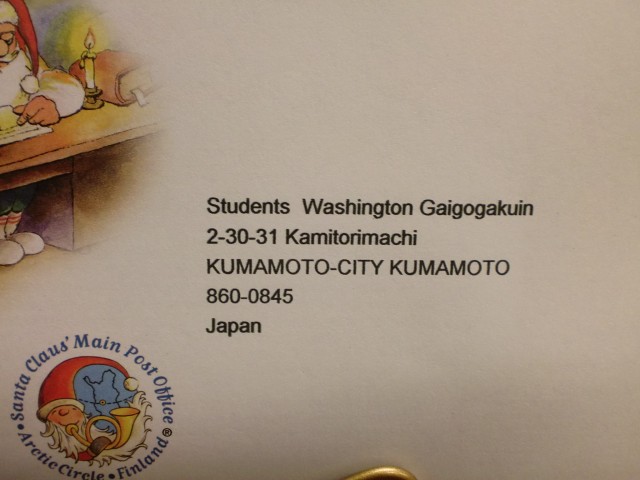 Students  Washington Gaigogakuin
2-30-31 Kamitorimachi
KUMAMOTO-CITY KUMAMOTO
860-0845
Japan
• Santa Claus' Main Post Office ®
• Arctic Circle • Finland